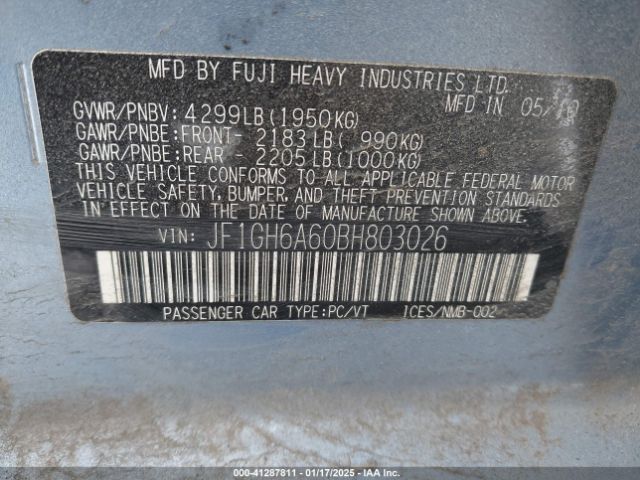 MFD BY FUJI HEAVY INDUSTRIES LTD.
MFD IN 05/10
GVWR/PNBV: 4299LB(1950KG)
GAWR/PNBE:FRONT- 2183LB( 990KG)
GAWR/PNBE:REAR - 2205LB(1000KG)
THIS VEHICLE CONFORMS TO ALL APPLICABLE FEDERAL MOTOR
VEHICLE SAFETY, BUMPER, AND THEFT PREVENTION STANDARDS
IN EFFECT ON THE DATE OF MANUFACTURE SHOWN ABOVE.
VIN: JF1GH6A60BH803026
PASSENGER CAR TYPE:PC/VT ICES/NMB-002
000-41287811 - 01/17/2025 - IAA Inc.